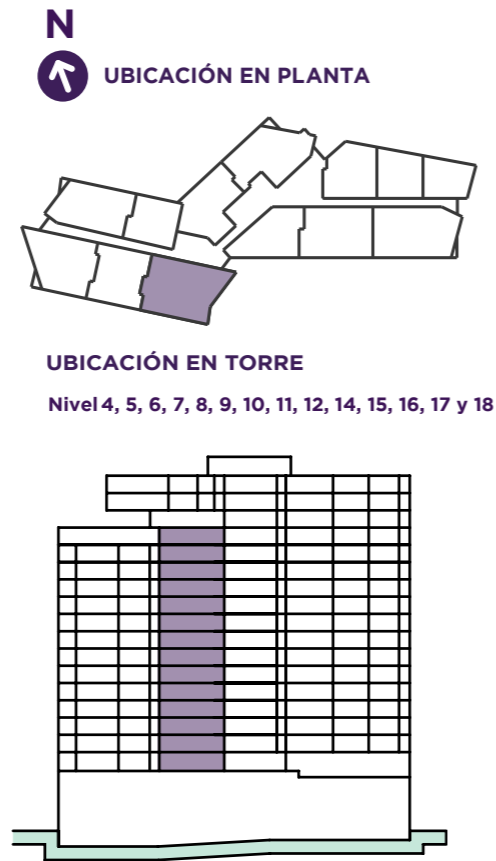 N
UBICACIÓN EN PLANTA
UBICACIÓN EN TORRE
Nivel 4, 5, 6, 7, 8, 9, 10, 11, 12, 14, 15, 16, 17 y 18